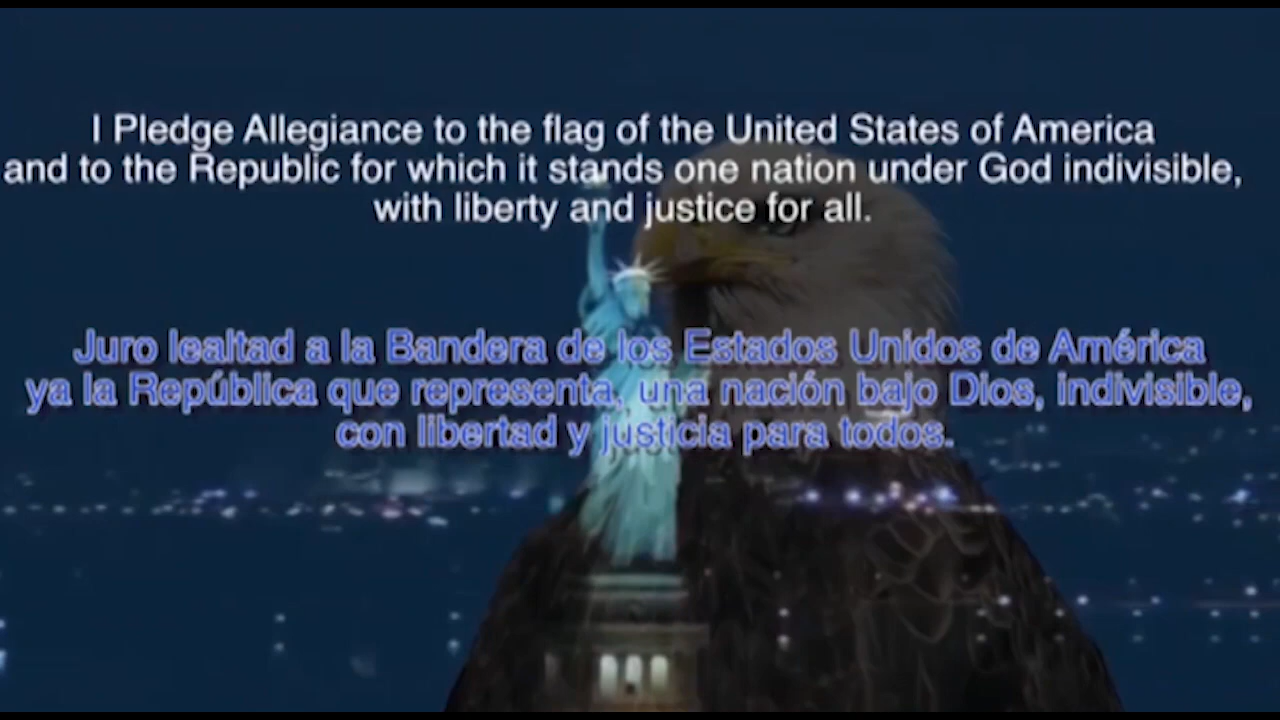 I Pledge Allegiance to the flag of the United States of America
and to the Republic for which it stands one nation under God indivisible,
with liberty and justice for all.
Juro lealtad a la Bandera de los Estados Unidos de América
ya la República que representa, una nación bajo Dios, indivisible,
con libertad y justicia para todos.